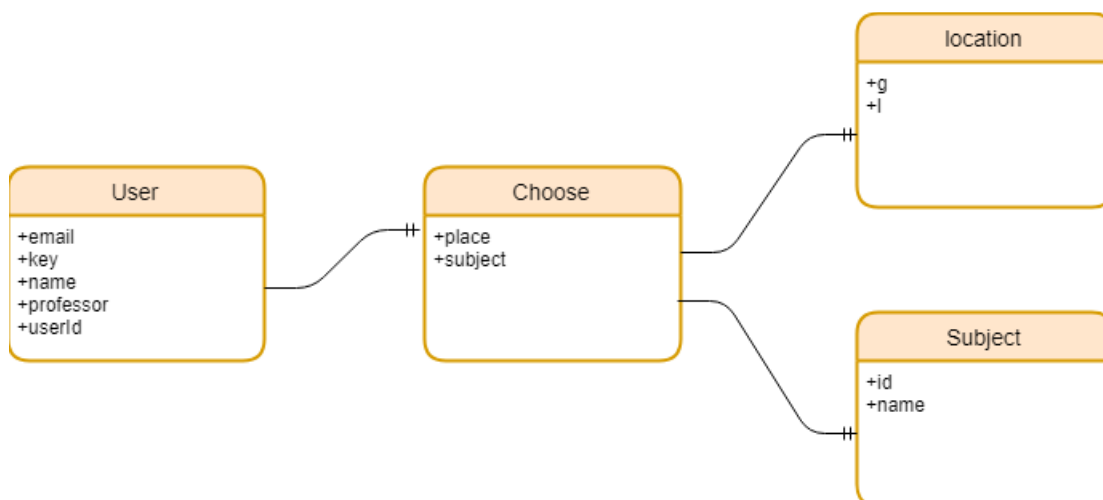 User
+email
+key
+name
+professor
+userId
Choose
+place
+subject
location
+g
+l
Subject
+id
+name